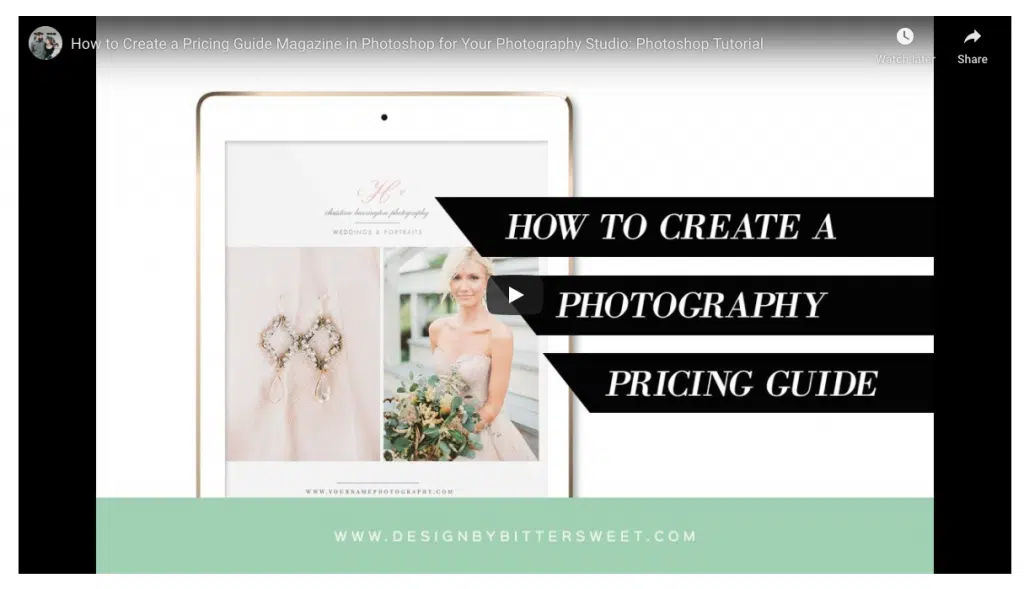 How to Create a Pricing Guide Magazine in Photoshop for Your Photography Studio: Photoshop Tutorial
Watch later
Share
C H P
christine harrington photography
WEDDINGS & PORTRAITS
HOW TO CREATE A
PHOTOGRAPHY
PRICING GUIDE
WWW.YOURNAMEPHOTOGRAPHY.COM
WWW.DESIGNBYBITTERSWEET.COM